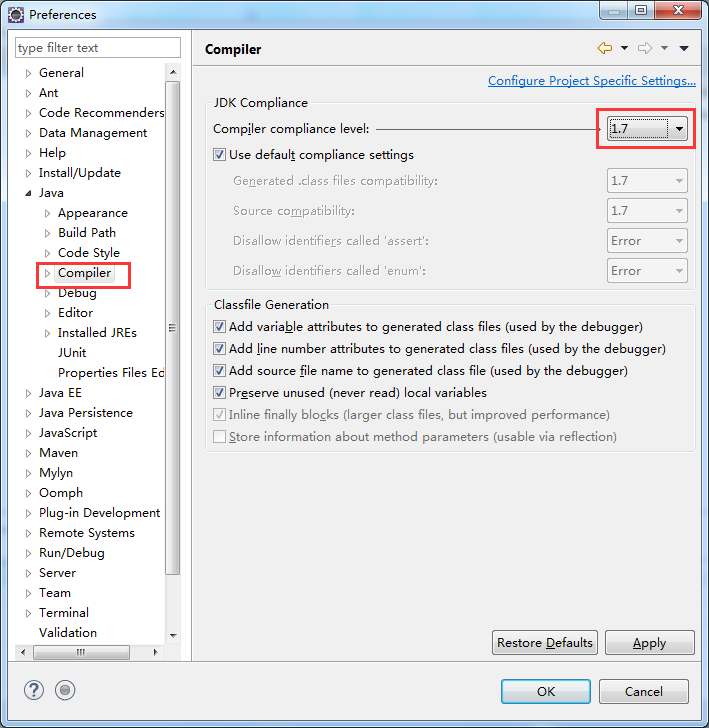 Preferences
type filter text
General
Ant
Code Recommenders
Data Management
Help
Install/Update
Java
Appearance
Build Path
Code Style
Compiler
Debug
Editor
Installed JREs
JUnit
Properties Files Ed
Java EE
Java Persistence
JavaScript
Maven
Mylyn
Oomph
Plug-in Development
Remote Systems
Run/Debug
Server
Team
Terminal
Validation
Compiler
Configure Project Specific Settings...
JDK Compliance
Compiler compliance level: 1.7
Use default compliance settings
Generated .class files compatibility: 1.7
Source compatibility: 1.7
Disallow identifiers called 'assert': Error
Disallow identifiers called 'enum': Error
Classfile Generation
Add variable attributes to generated class files (used by the debugger)
Add line number attributes to generated class files (used by the debugger)
Add source file name to generated class file (used by the debugger)
Preserve unused (never read) local variables
Inline finally blocks (larger class files, but improved performance)
Store information about method parameters (usable via reflection)
Restore Defaults Apply
? OK Cancel